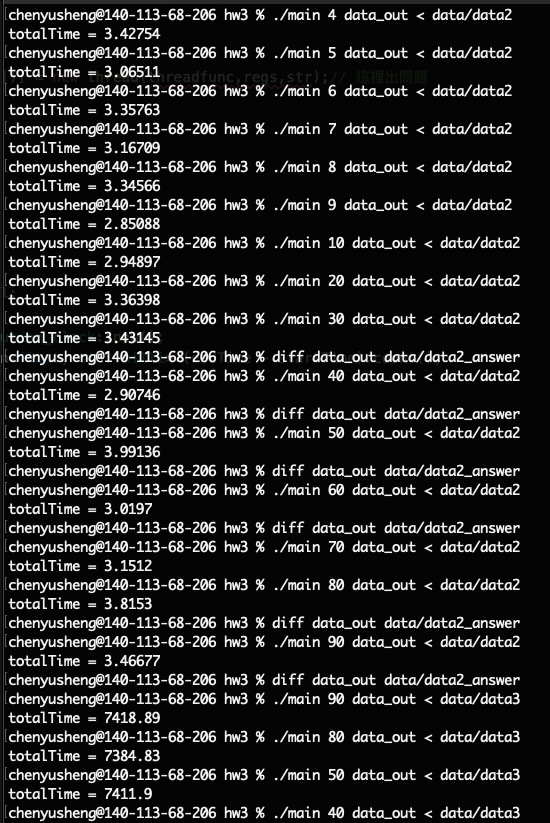 chenyusheng@140-113-68-206 hw3 % ./main 4 data_out < data/data2
totalTime = 3.42754
chenyusheng@140-113-68-206 hw3 % ./main 5 data_out < data/data2
totalTime = 3.06511 threadfunc,reqs,str);// 這裡出問題
chenyusheng@140-113-68-206 hw3 % ./main 6 data_out < data/data2
totalTime = 3.35763
chenyusheng@140-113-68-206 hw3 % ./main 7 data_out < data/data2
totalTime = 3.16709
chenyusheng@140-113-68-206 hw3 % ./main 8 data_out < data/data2
totalTime = 3.34566
chenyusheng@140-113-68-206 hw3 % ./main 9 data_out < data/data2
totalTime = 2.85088
chenyusheng@140-113-68-206 hw3 % ./main 10 data_out < data/data2
totalTime = 2.94897
chenyusheng@140-113-68-206 hw3 % ./main 20 data_out < data/data2
totalTime = 3.36398
chenyusheng@140-113-68-206 hw3 % ./main 30 data_out < data/data2
totalTime = 3.43145
chenyusheng@140-113-68-206 hw3 % diff data_out data/data2_answer
chenyusheng@140-113-68-206 hw3 % ./main 40 data_out < data/data2
totalTime = 2.90746
chenyusheng@140-113-68-206 hw3 % diff data_out data/data2_answer
chenyusheng@140-113-68-206 hw3 % ./main 50 data_out < data/data2
totalTime = 3.99136
chenyusheng@140-113-68-206 hw3 % diff data_out data/data2_answer
chenyusheng@140-113-68-206 hw3 % ./main 60 data_out < data/data2
totalTime = 3.0197
chenyusheng@140-113-68-206 hw3 % diff data_out data/data2_answer
chenyusheng@140-113-68-206 hw3 % ./main 70 data_out < data/data2
totalTime = 3.1512
chenyusheng@140-113-68-206 hw3 % ./main 80 data_out < data/data2
totalTime = 3.8153
chenyusheng@140-113-68-206 hw3 % diff data_out data/data2_answer
chenyusheng@140-113-68-206 hw3 % ./main 90 data_out < data/data2
totalTime = 3.46677
chenyusheng@140-113-68-206 hw3 % diff data_out data/data2_answer
chenyusheng@140-113-68-206 hw3 % ./main 90 data_out < data/data3
totalTime = 7418.89
chenyusheng@140-113-68-206 hw3 % ./main 80 data_out < data/data3
totalTime = 7384.83
chenyusheng@140-113-68-206 hw3 % ./main 50 data_out < data/data3
totalTime = 7411.9
chenyusheng@140-113-68-206 hw3 % ./main 40 data_out < data/data3